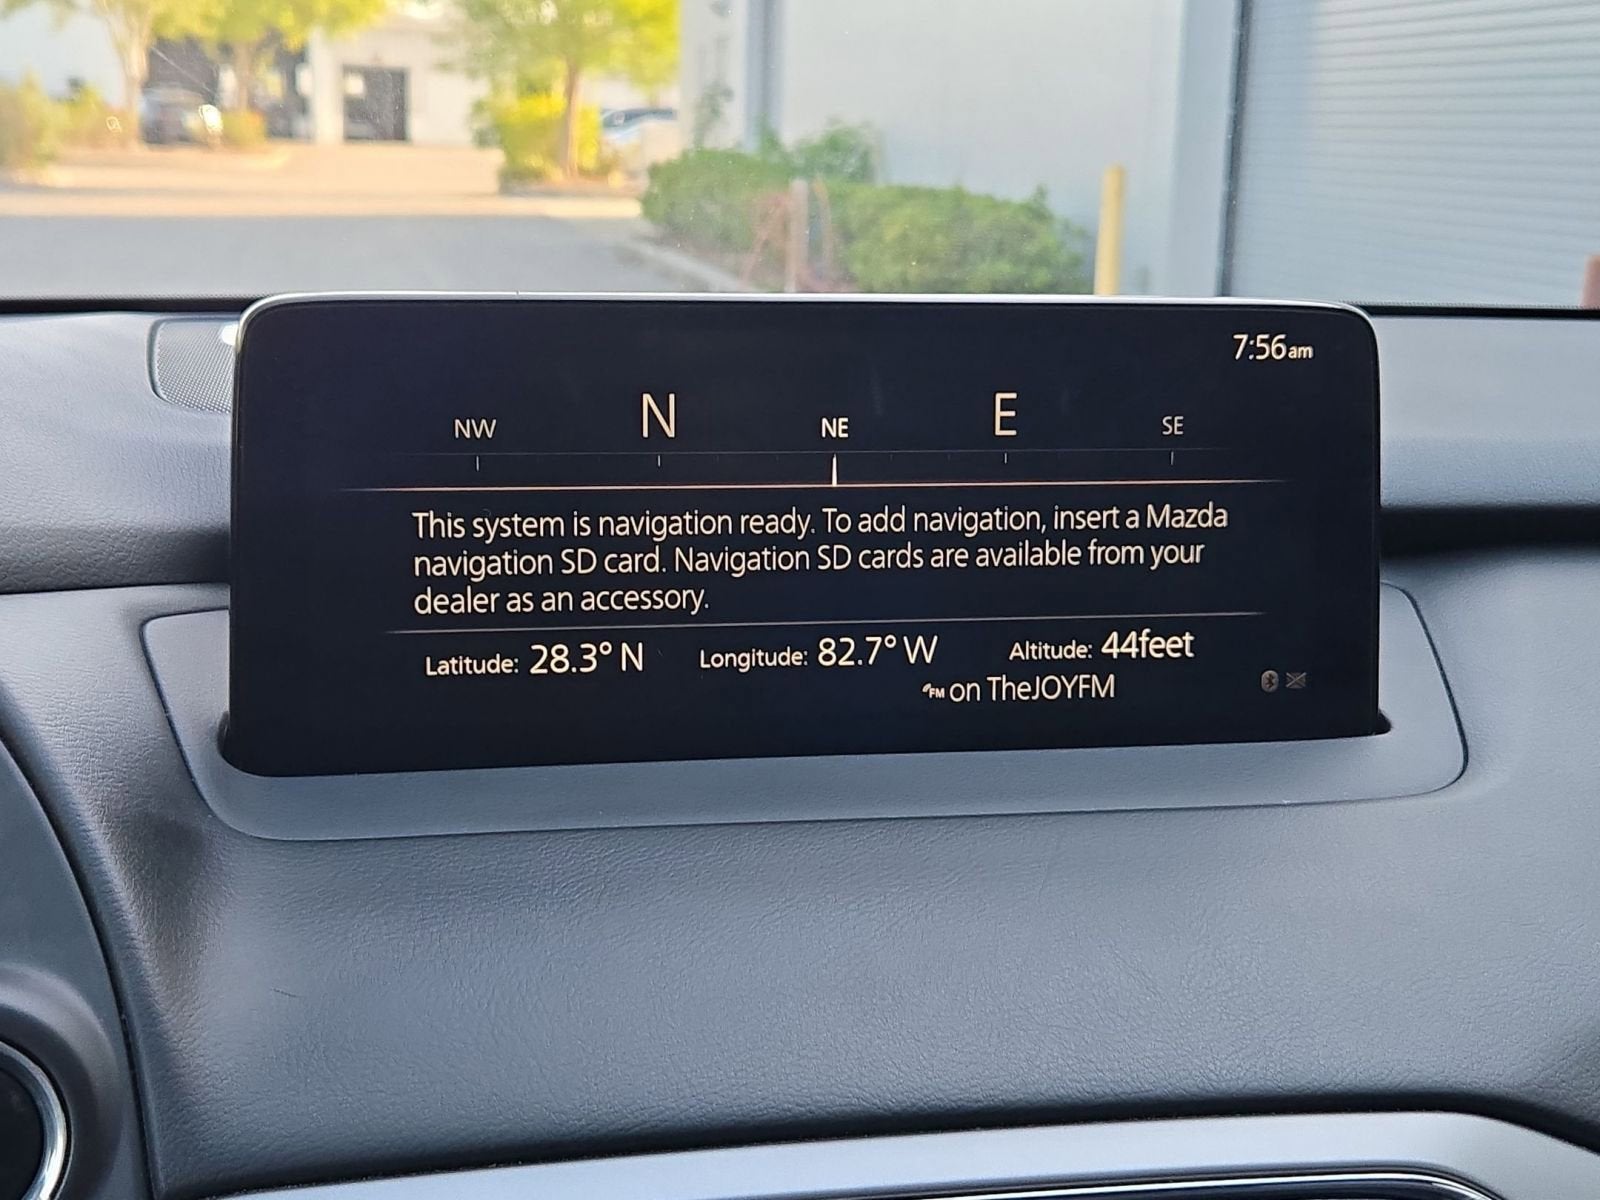 7:56am
NW N NE E SE
This system is navigation ready. To add navigation, insert a Mazda
navigation SD card. Navigation SD cards are available from your
dealer as an accessory.
Latitude: 28.3° N Longitude: 82.7° W Altitude: 44feet
FM on TheJOYFM